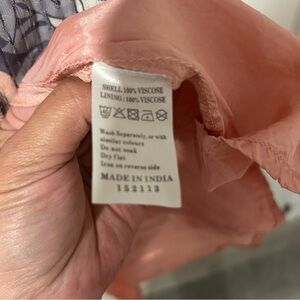 SHELL 100% VISCOSE
LINING: 100% VISCOSE
Wash Separately, or with
similar colours
Do not soak
Dry flat
Iron on reverse side
MADE IN INDIA
152113